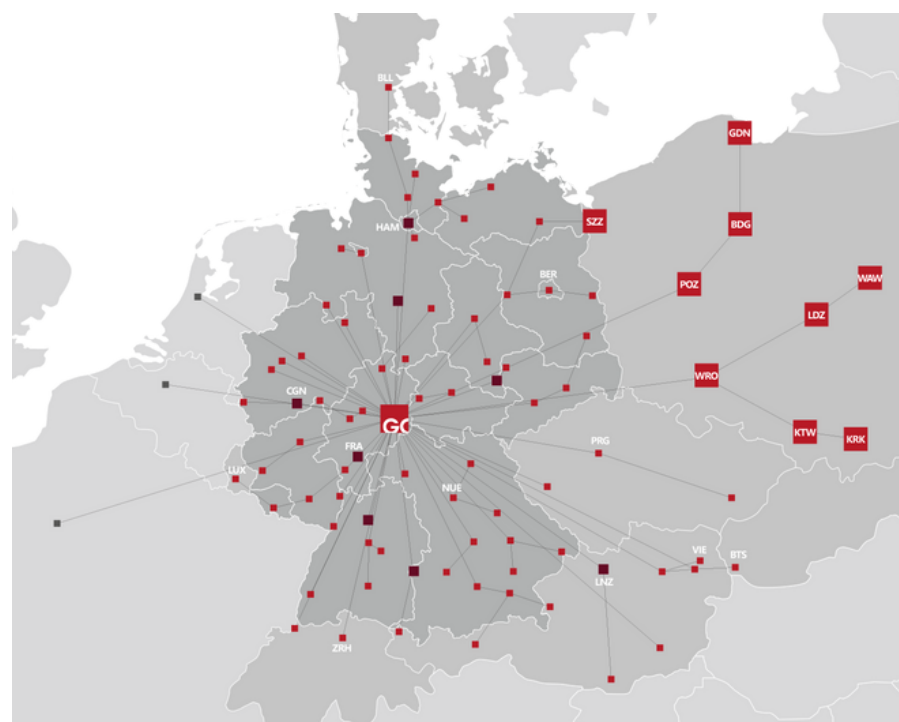 BLL
GDN
SZZ
BDG
HAM
WAW
BER
POZ
LDZ
WRO
CGN
GO
KTW
KRK
FRA
PRG
LUX
NUE
VIE
BTS
LNZ
ZRH